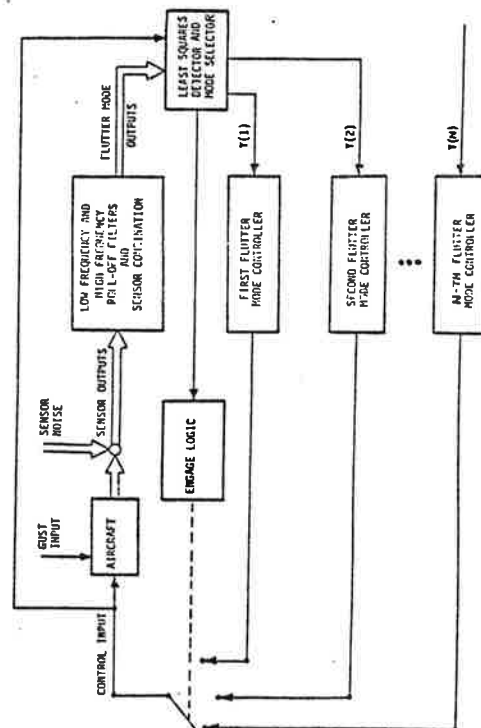 CONTROL INPUT
GUST
INPUT
AIRCRAFT
SENSOR
NOISE
SENSOR OUTPUTS
LOW FREQUENCY AND
HIGH FREQUENCY
ROLL-OFF FILTERS
AND
SENSOR COMBINATION
FLUTTER MODE
OUTPUTS
LEAST SQUARES
DETECTOR AND
MODE SELECTOR
ENGAGE LOGIC
Y(1)
FIRST FLUTTER
MODE CONTROLLER
Y(2)
SECOND FLUTTER
MODE CONTROLLER
Y(N)
N-TH FLUTTER
MODE CONTROLLER